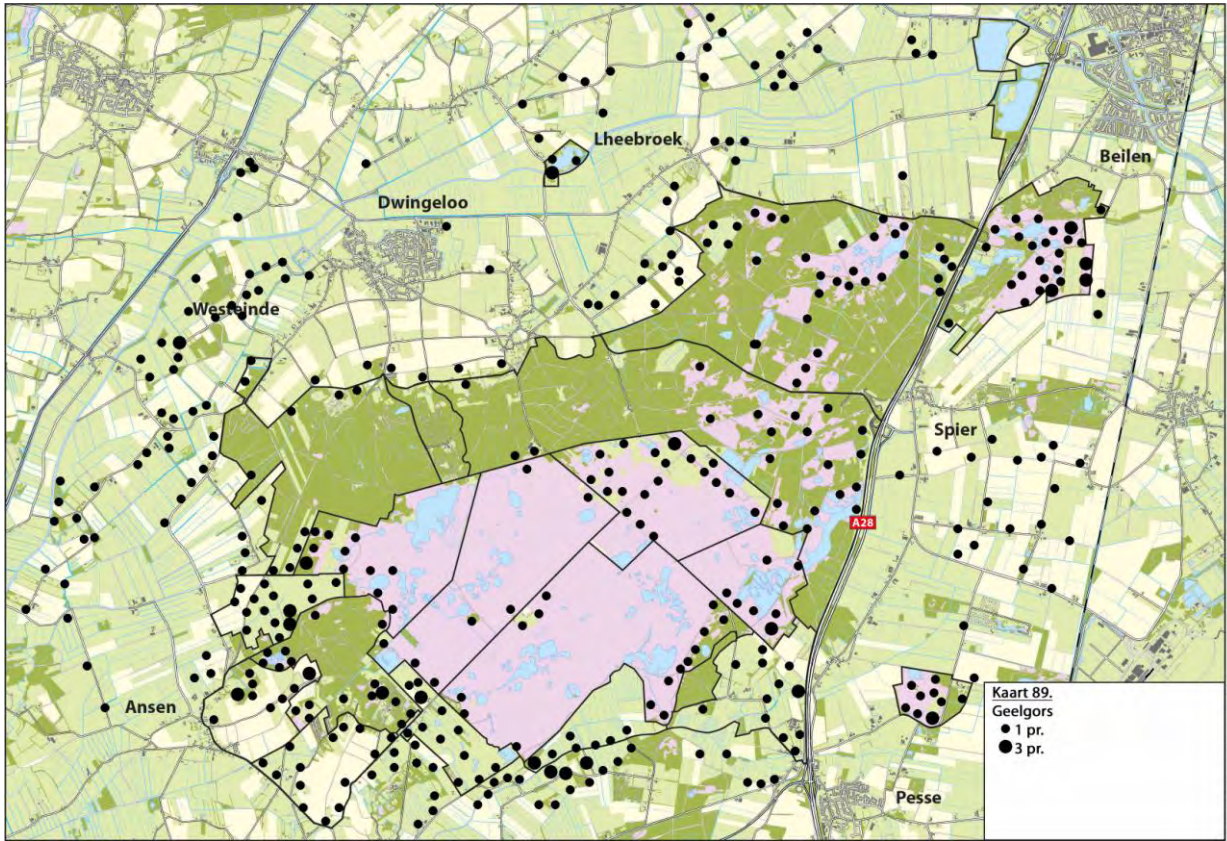 Lheebroek
Beilen
Dwingeloo
Westeinde
Spier
A28
Ansen
Pesse
Kaart 89.
Geelgors
1 pr.
3 pr.